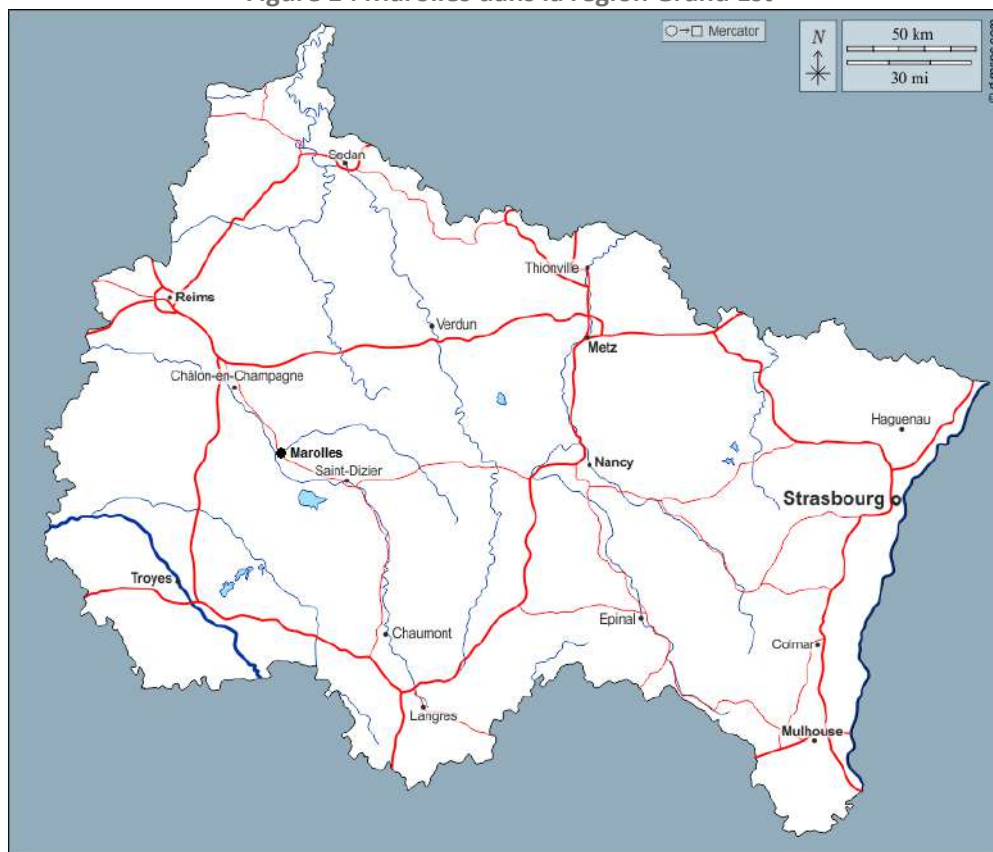 Mercator
N
50 km
30 mi
Sedan
Thionville
Reims
Verdun
Metz
Châlon-en-Champagne
Haguenau
Marolles
Saint-Dizier
Nancy
Strasbourg
Troyes
Epinal
Chaumont
Colmar
Langres
Mulhouse